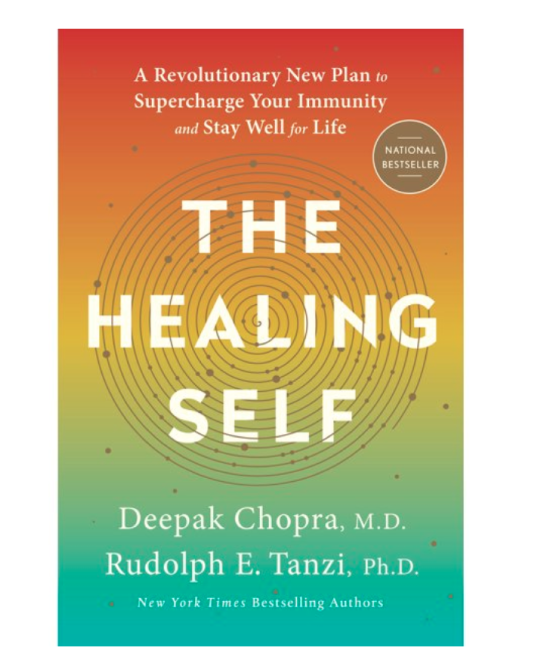 A Revolutionary New Plan to
Supercharge Your Immunity
and Stay Well for Life
NATIONAL
BESTSELLER
THE
HEALING
SELF
Deepak Chopra, M.D.
Rudolph E. Tanzi, Ph.D.
New York Times Bestselling Authors